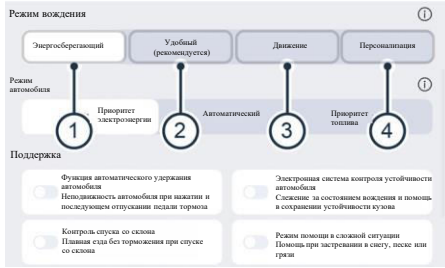 Режим вождения
Энергосберегающий
Удобный
(рекомендуется)
Движение
Персонализация
Режим
автомобиля
Приоритет
электроэнергии
Автоматический
Приоритет
топлива
1
2
3
4
Поддержка
Функция автоматического удержания
автомобиля
Неподвижность автомобиля при нажатии и
последующем отпускании педали тормоза
Электронная система контроля устойчивости
автомобиля
Слежение за состоянием вождения и помощь
в сохранении устойчивости кузова
Контроль спуска со склона
Плавная езда без торможения при спуске
со склона
Режим помощи в сложной ситуации
Помощь при застревании в снегу, песке или
грязи